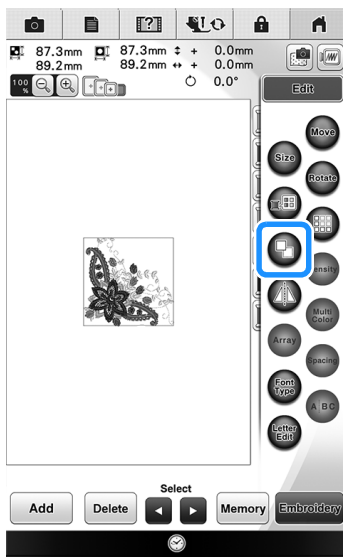 87.3mm 87.3mm + 0.0mm
89.2mm 89.2mm + 0.0mm
100 % 0.0°
Edit
Move
Size
Rotate
ensity
Multi Color
Array
Spacing
Font Type
A BC
Letter Edit
Select
Add Delete Memory Embroidery